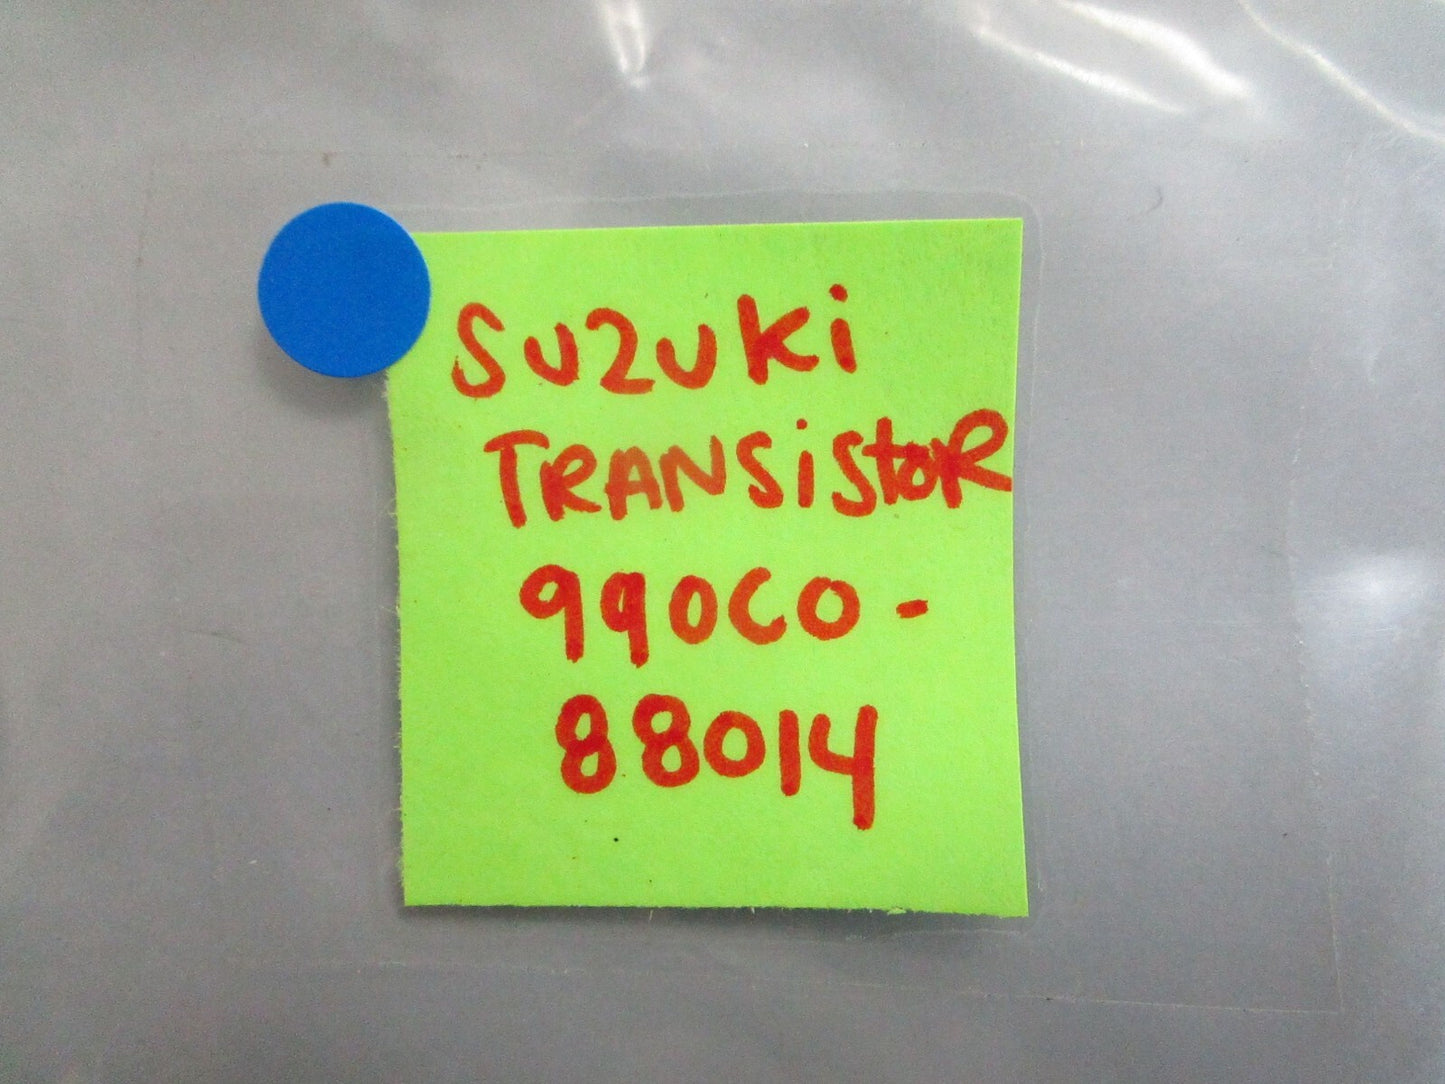 SUZUKi
TRANSiStoR
990C0-
88014